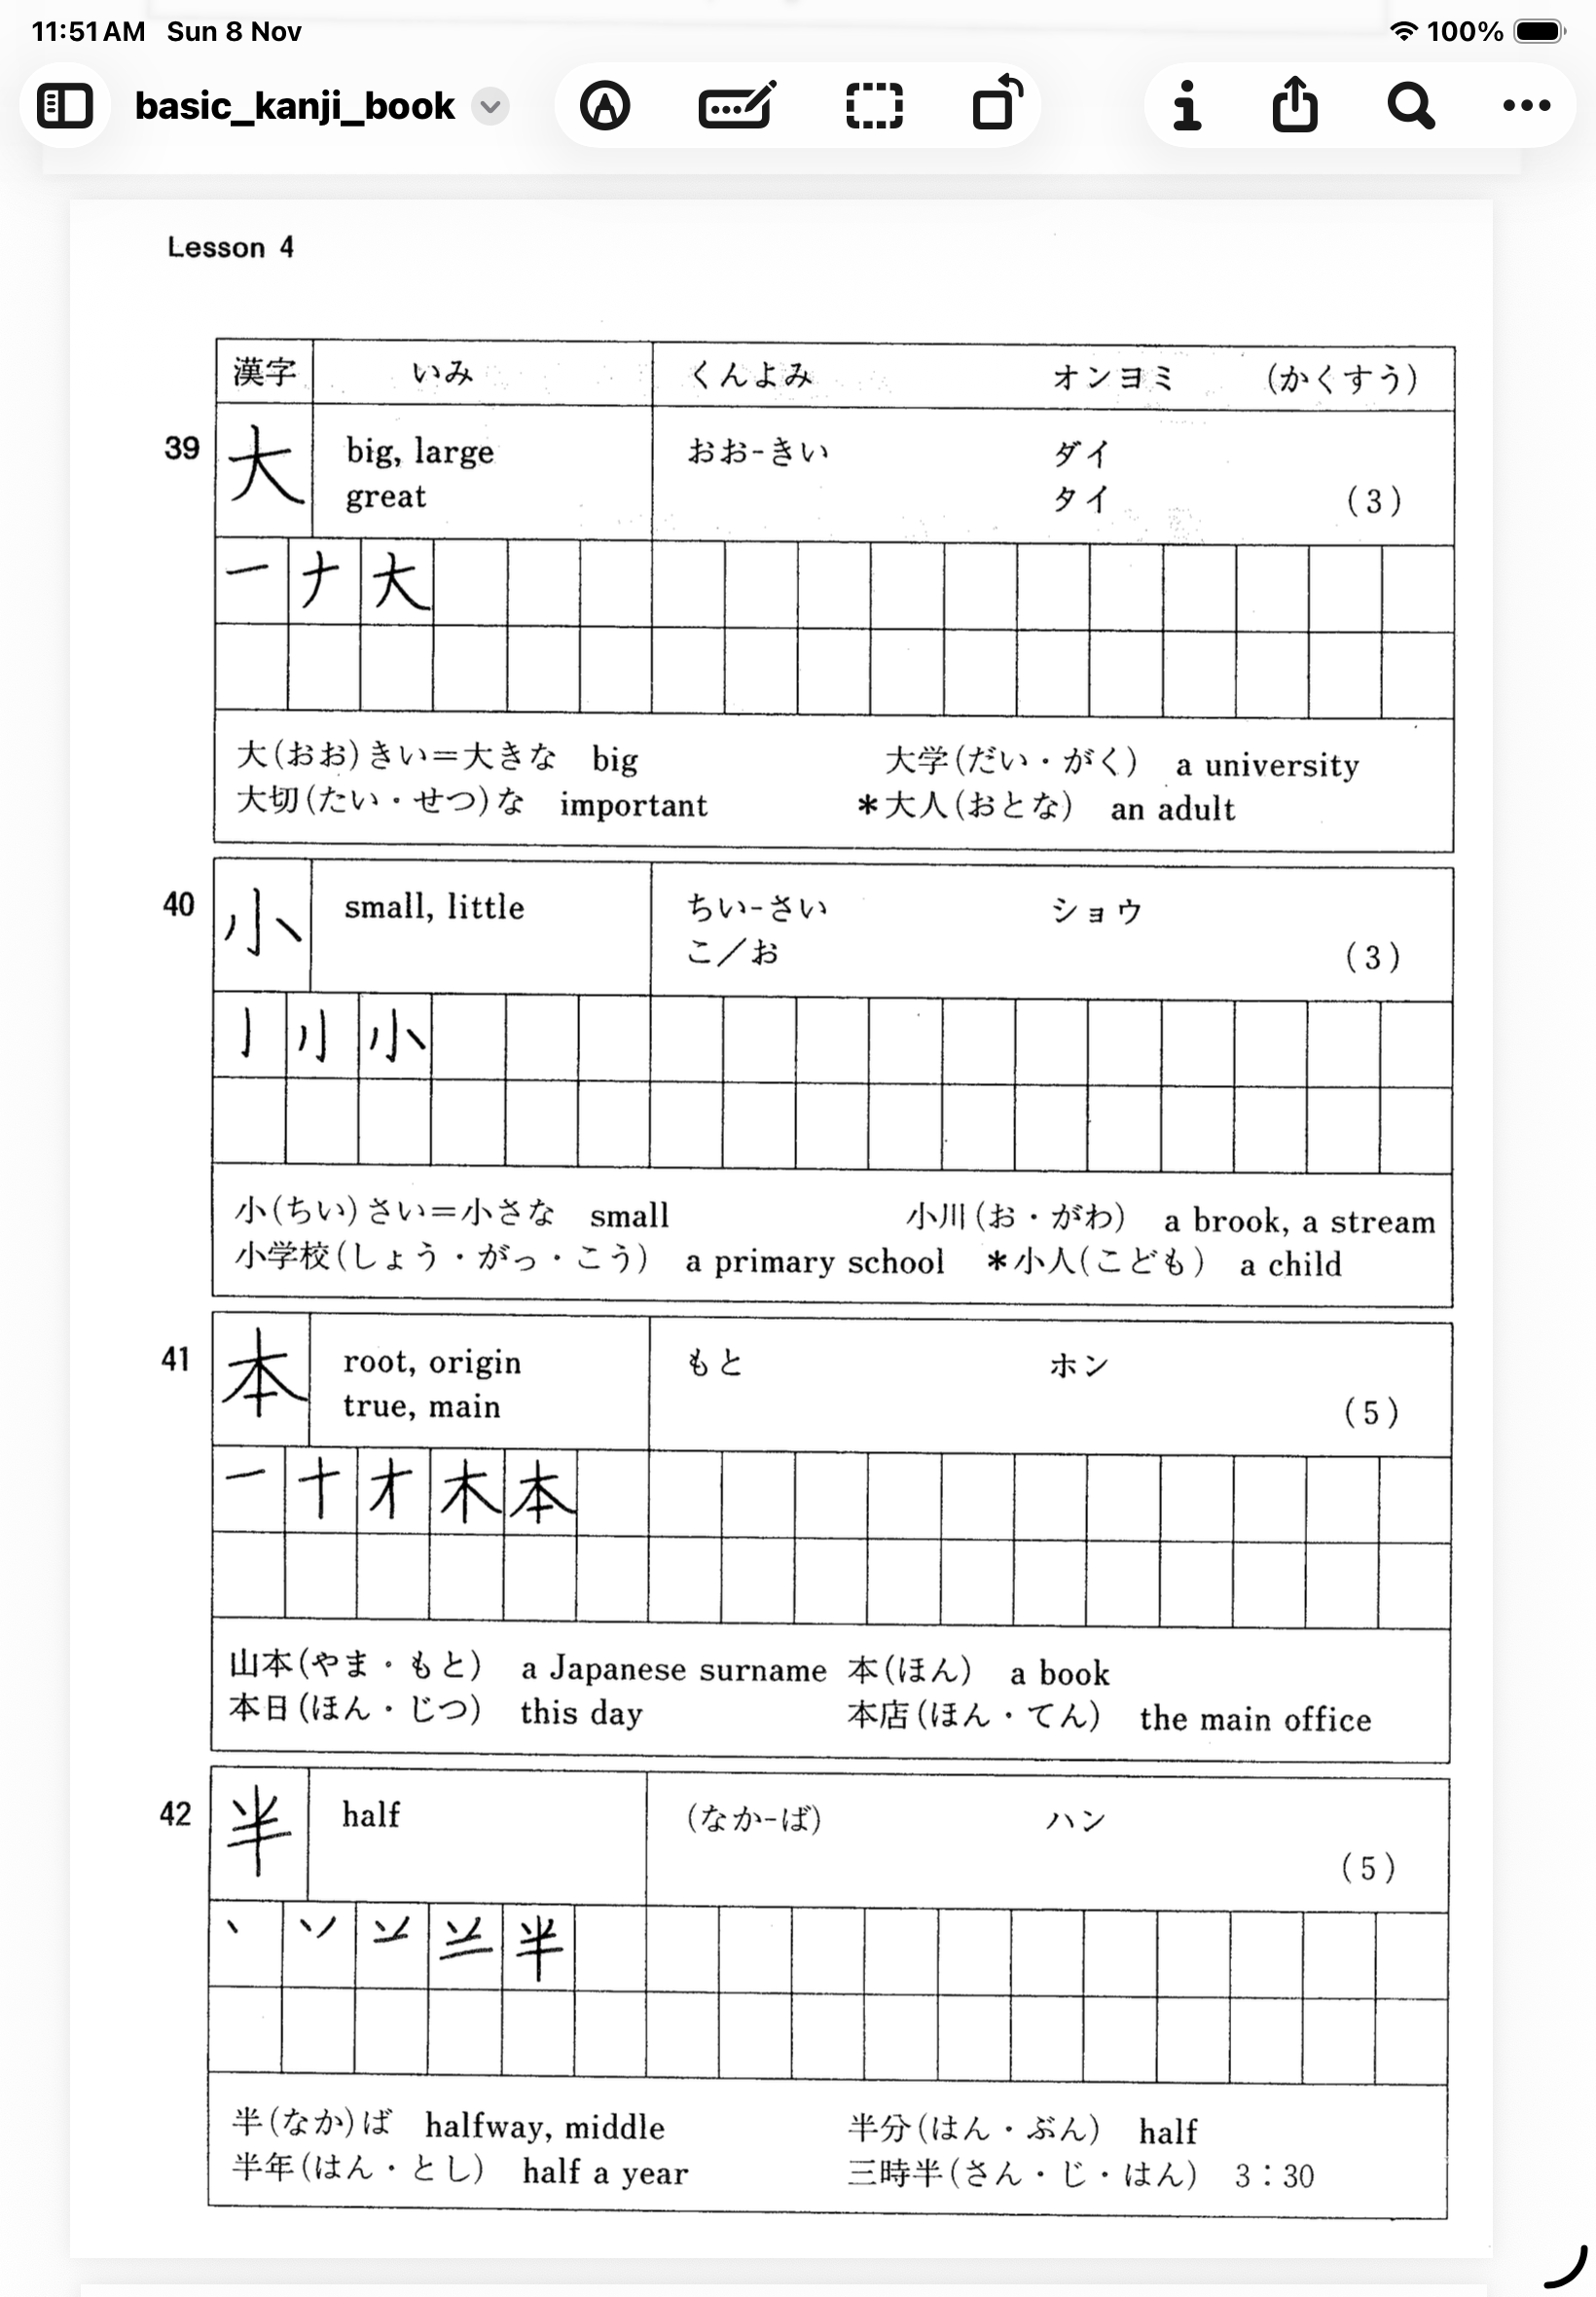 11:51 AM Sun 8 Nov 100%
basic_kanji_book
Lesson 4
漢字 いみ くんよみ オンヨミ (かくすう)
39 大 big, large おお-きい ダイ
great タイ (3)
一 ナ 大
大(おお)きい=大きな big 大学(だい・がく) a university
大切(たい・せつ)な important *大人(おとな) an adult
40 小 small, little ちい-さい ショウ
こ/お (3)
小
小(ちい)さい=小さな small 小川(お・がわ) a brook, a stream
小学校(しょう・がっ・こう) a primary school *小人(こども) a child
41 本 root, origin もと ホン
true, main (5)
一 十 才 木 本
山本(やま・もと) a Japanese surname 本(ほん) a book
本日(ほん・じつ) this day 本店(ほん・てん) the main office
42 半 half (なか-ば) ハン
(5)
半
半(なか)ば halfway, middle 半分(はん・ぶん) half
半年(はん・とし) half a year 三時半(さん・じ・はん) 3:30